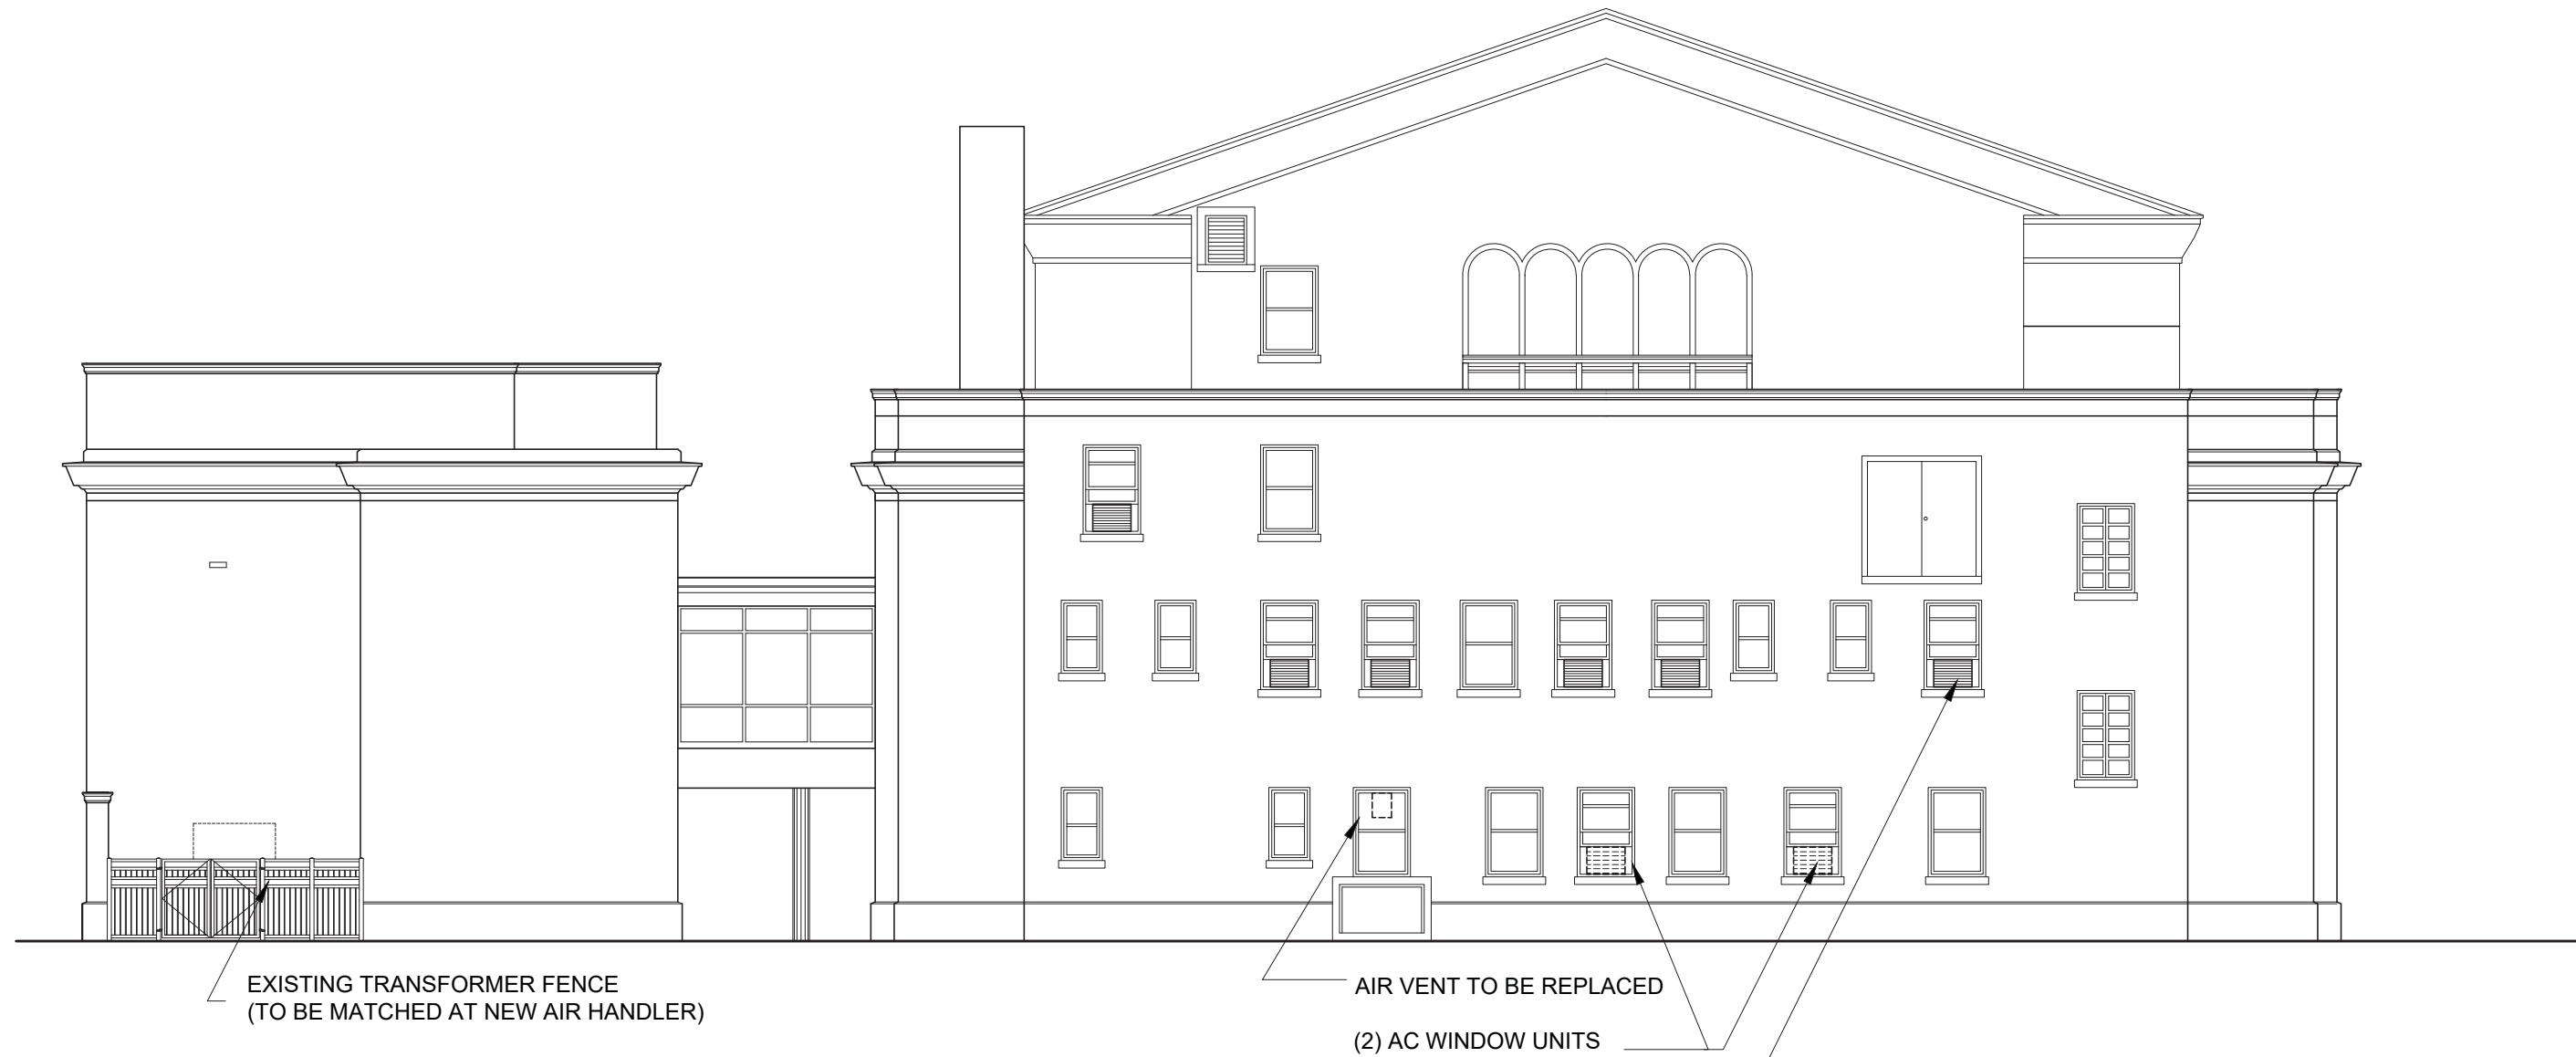 EXISTING TRANSFORMER FENCE
(TO BE MATCHED AT NEW AIR HANDLER)
AIR VENT TO BE REPLACED
(2) AC WINDOW UNITS